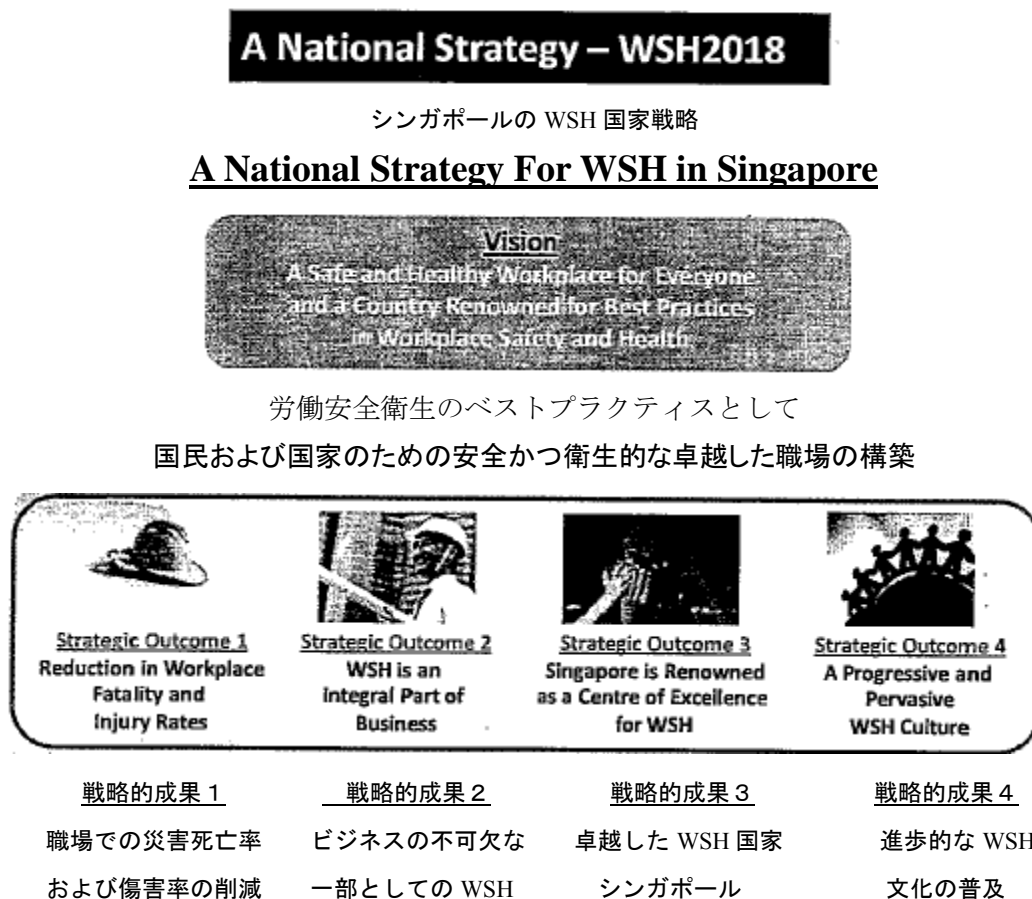 A National Strategy – WSH2018
シンガポールの WSH 国家戦略
A National Strategy For WSH in Singapore
Vision
A Safe and Healthy Workplace for Everyone
and a Country Renowned for Best Practices
in Workplace Safety and Health
労働安全衛生のベストプラクティスとして
国民および国家のための安全かつ衛生的な卓越した職場の構築
Strategic Outcome 1
Reduction in Workplace
Fatality and
Injury Rates
Strategic Outcome 2
WSH is an
Integral Part of
Business
Strategic Outcome 3
Singapore is Renowned
as a Centre of Excellence
for WSH
Strategic Outcome 4
A Progressive and
Pervasive
WSH Culture
戦略的成果１
職場での災害死亡率
および傷害率の削減
戦略的成果２
ビジネスの不可欠な
一部としての WSH
戦略的成果３
卓越した WSH 国家
シンガポール
戦略的成果４
進歩的な WSH
文化の普及